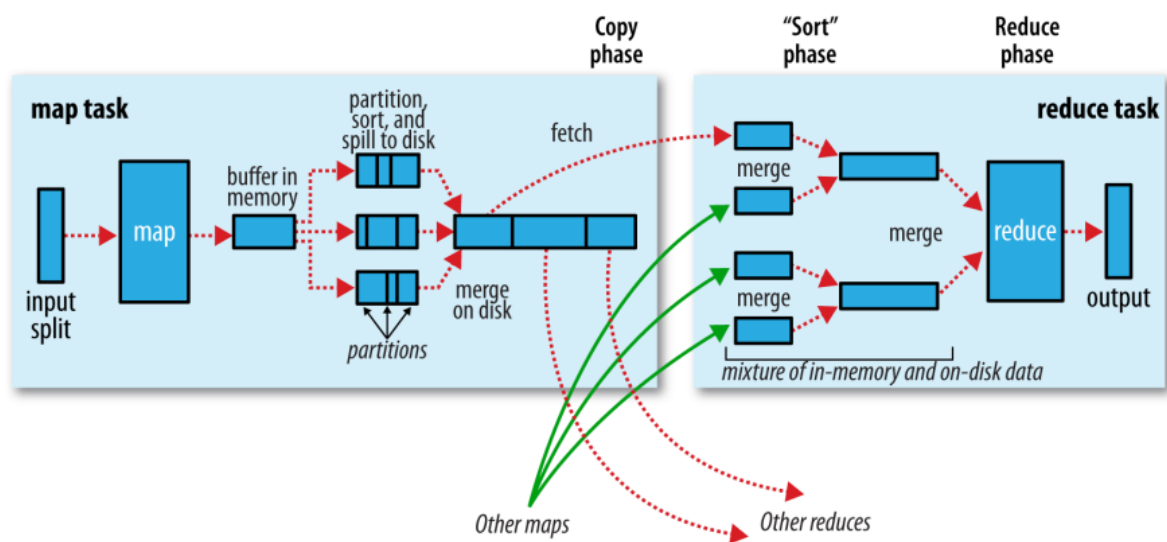 Copy
phase
“Sort”
phase
Reduce
phase
map task
partition,
sort, and
spill to disk
fetch
reduce task
buffer in
memory
merge
map
merge
reduce
input
split
merge
on disk
merge
output
partitions
mixture of in-memory and on-disk data
Other maps
Other reduces